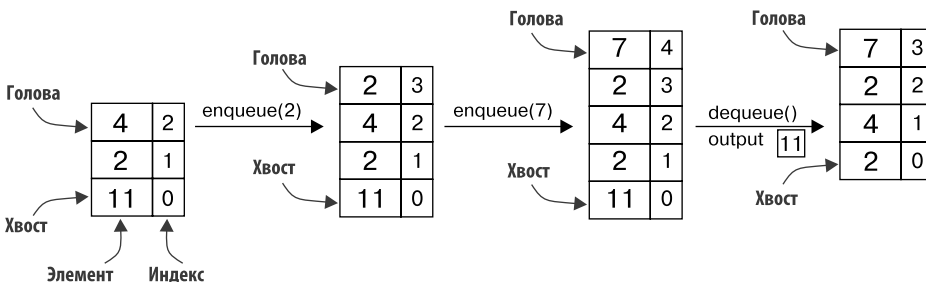 Голова
4 2
2 1
11 0
Хвост
Элемент
Индекс
enqueue(2)
Голова
2 3
4 2
2 1
11 0
Хвост
enqueue(7)
Голова
7 4
2 3
4 2
2 1
11 0
Хвост
dequeue()
output 11
Голова
7 3
2 2
4 1
2 0
Хвост